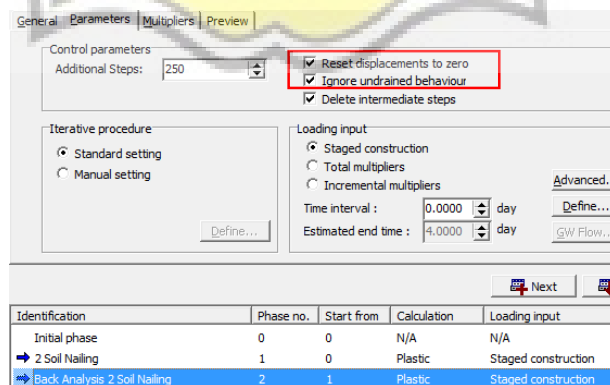 General Parameters Multipliers Preview
Control parameters
Additional Steps: 250
Reset displacements to zero
Ignore undrained behaviour
Delete intermediate steps
Iterative procedure
Standard setting
Manual setting
Define...
Loading input
Staged construction
Total multipliers
Incremental multipliers
Advanced.
Time interval : 0.0000 day Define...
Estimated end time : 4.0000 day GW Flow..
Next
Identification Phase no. Start from Calculation Loading input
Initial phase 0 0 N/A N/A
2 Soil Nailing 1 0 Plastic Staged construction
Back Analysis 2 Soil Nailing 2 1 Plastic Staged construction